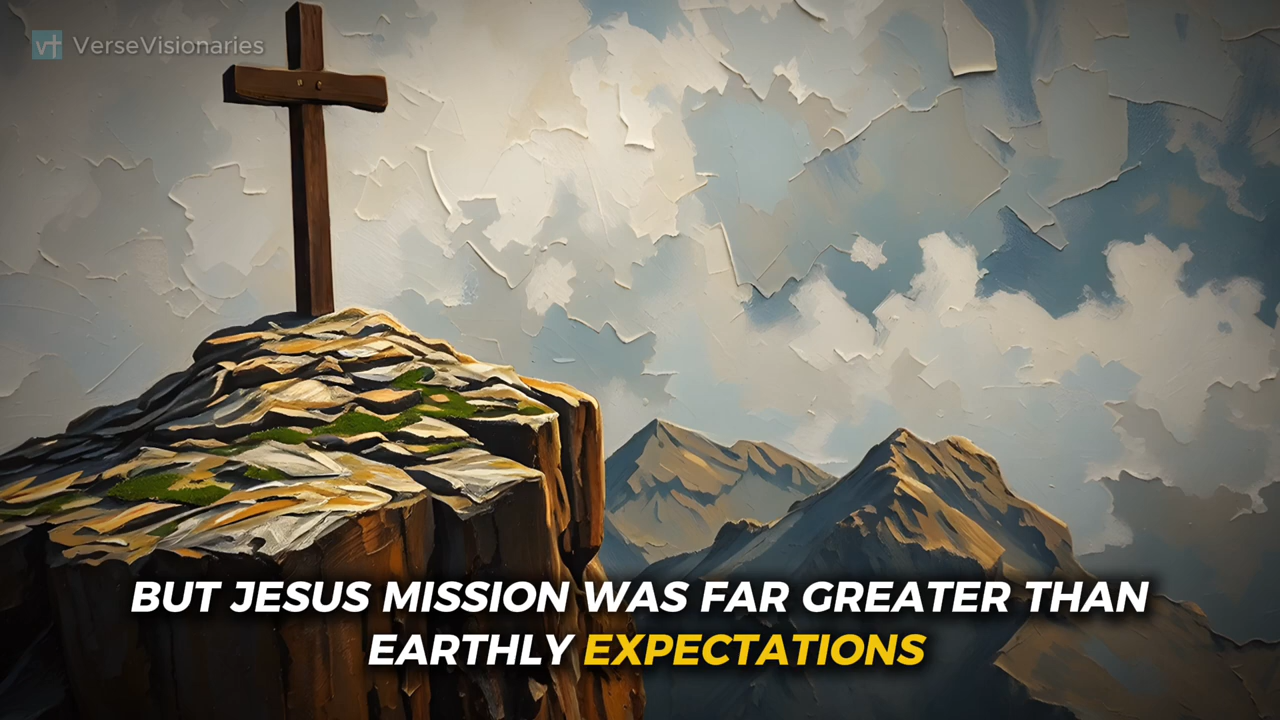 VerseVisionaries
BUT JESUS MISSION WAS FAR GREATER THAN
EARTHLY EXPECTATIONS